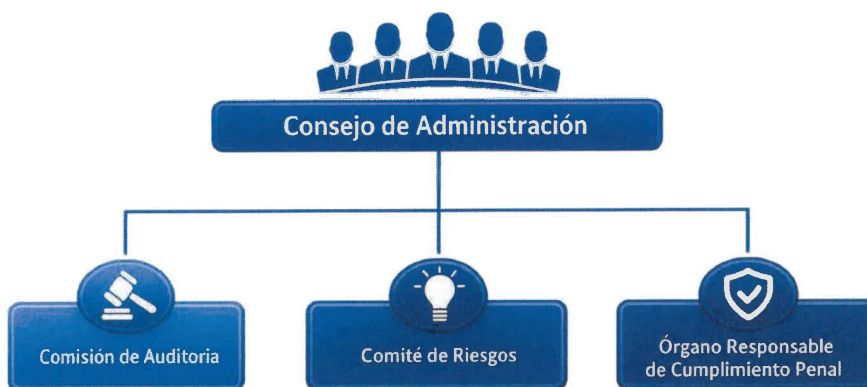 Consejo de Administración
Comisión de Auditoria
Comité de Riesgos
Órgano Responsable
de Cumplimiento Penal